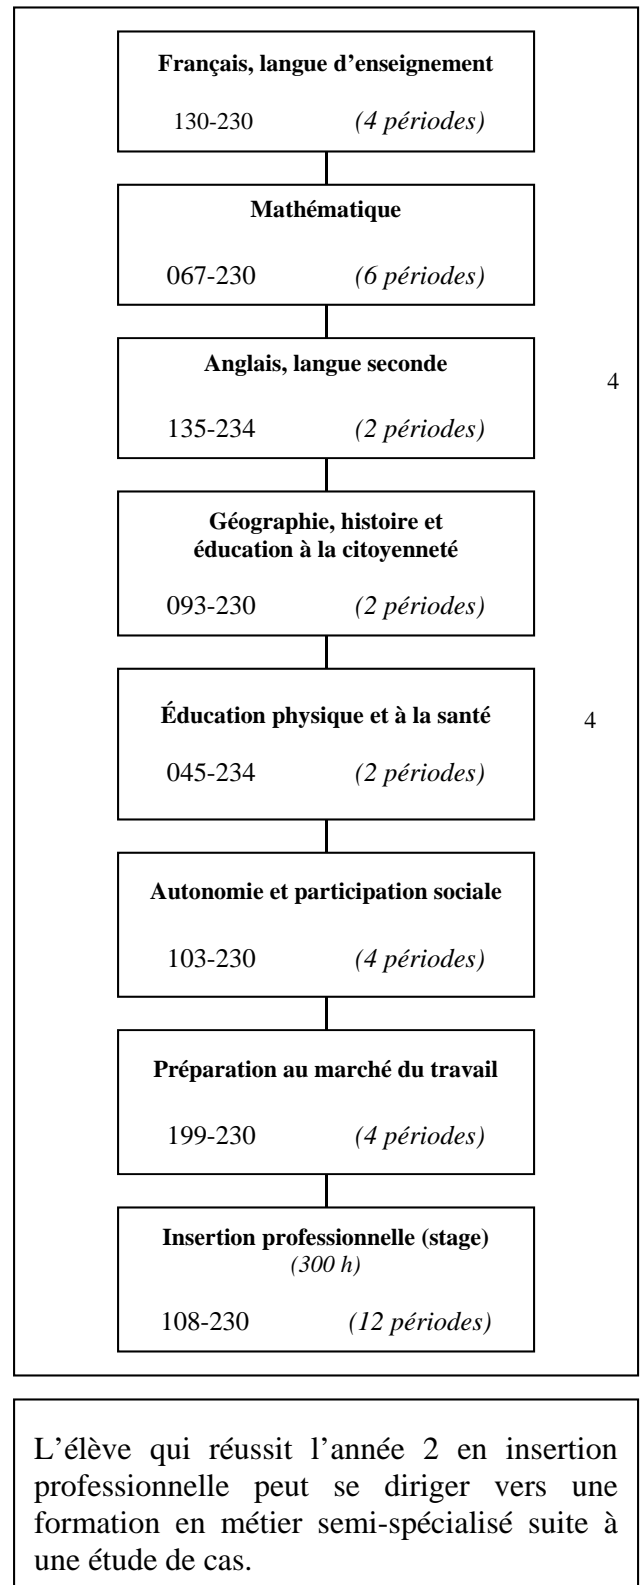 Français, langue d’enseignement
130-230 (4 périodes)
Mathématique
067-230 (6 périodes)
Anglais, langue seconde
4
135-234 (2 périodes)
Géographie, histoire et
éducation à la citoyenneté
093-230 (2 périodes)
Éducation physique et à la santé
4
045-234 (2 périodes)
Autonomie et participation sociale
103-230 (4 périodes)
Préparation au marché du travail
199-230 (4 périodes)
Insertion professionnelle (stage)
(300 h)
108-230 (12 périodes)
L’élève qui réussit l’année 2 en insertion
professionnelle peut se diriger vers une
formation en métier semi-spécialisé suite à
une étude de cas.